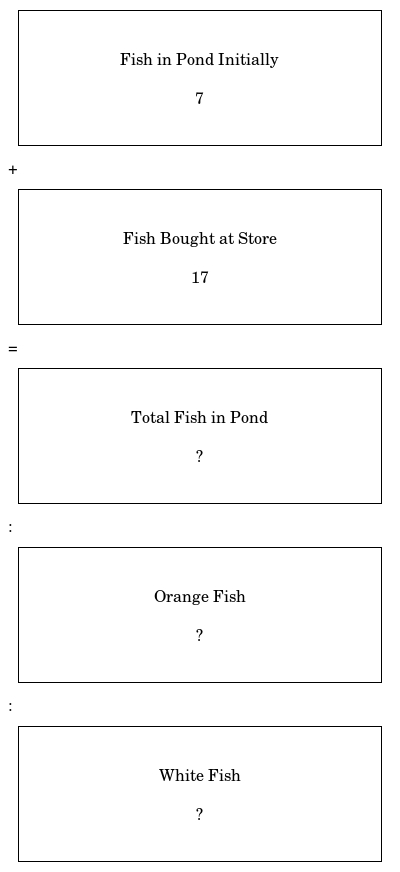 Fish in Pond Initially
7
+
Fish Bought at Store
17
=
Total Fish in Pond
?
:
Orange Fish
?
:
White Fish
?